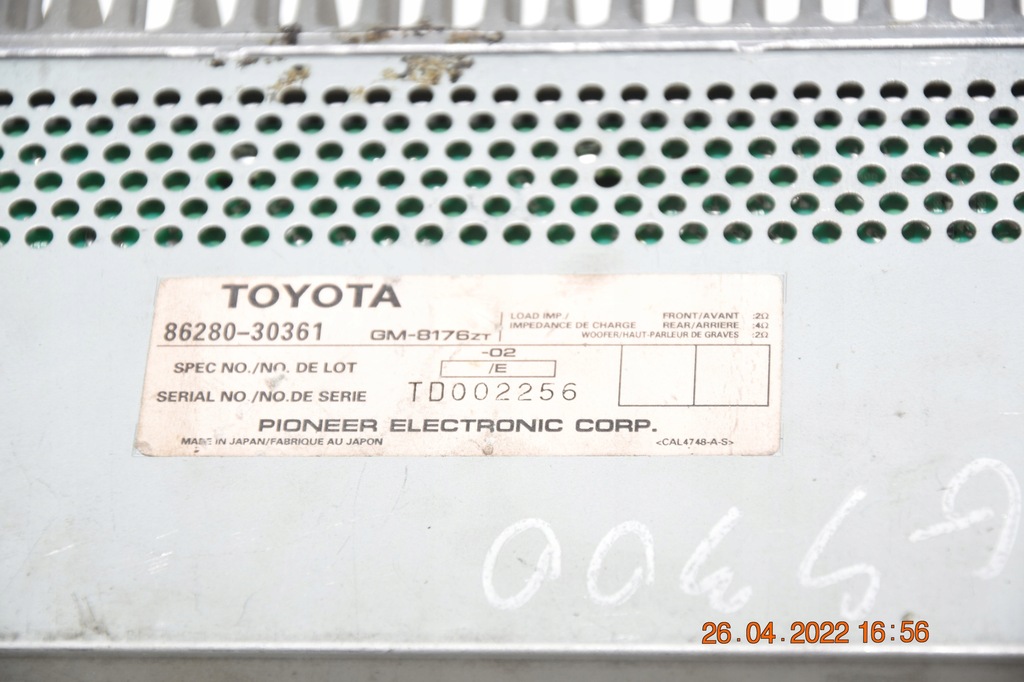 TOYOTA
86280-30361 GM-8176ZT
LOAD IMP./ FRONT/AVANT :2Ω
IMPEDANCE DE CHARGE REAR/ARRIERE :4Ω
WOOFER/HAUT-PARLEUR DE GRAVES :2Ω
-02
SPEC NO./NO. DE LOT /E
SERIAL NO./NO.DE SERIE TD002256
PIONEER ELECTRONIC CORP.
MADE IN JAPAN/FABRIQUE AU JAPON <CAL4748-A-S>
26.04.2022 16:56